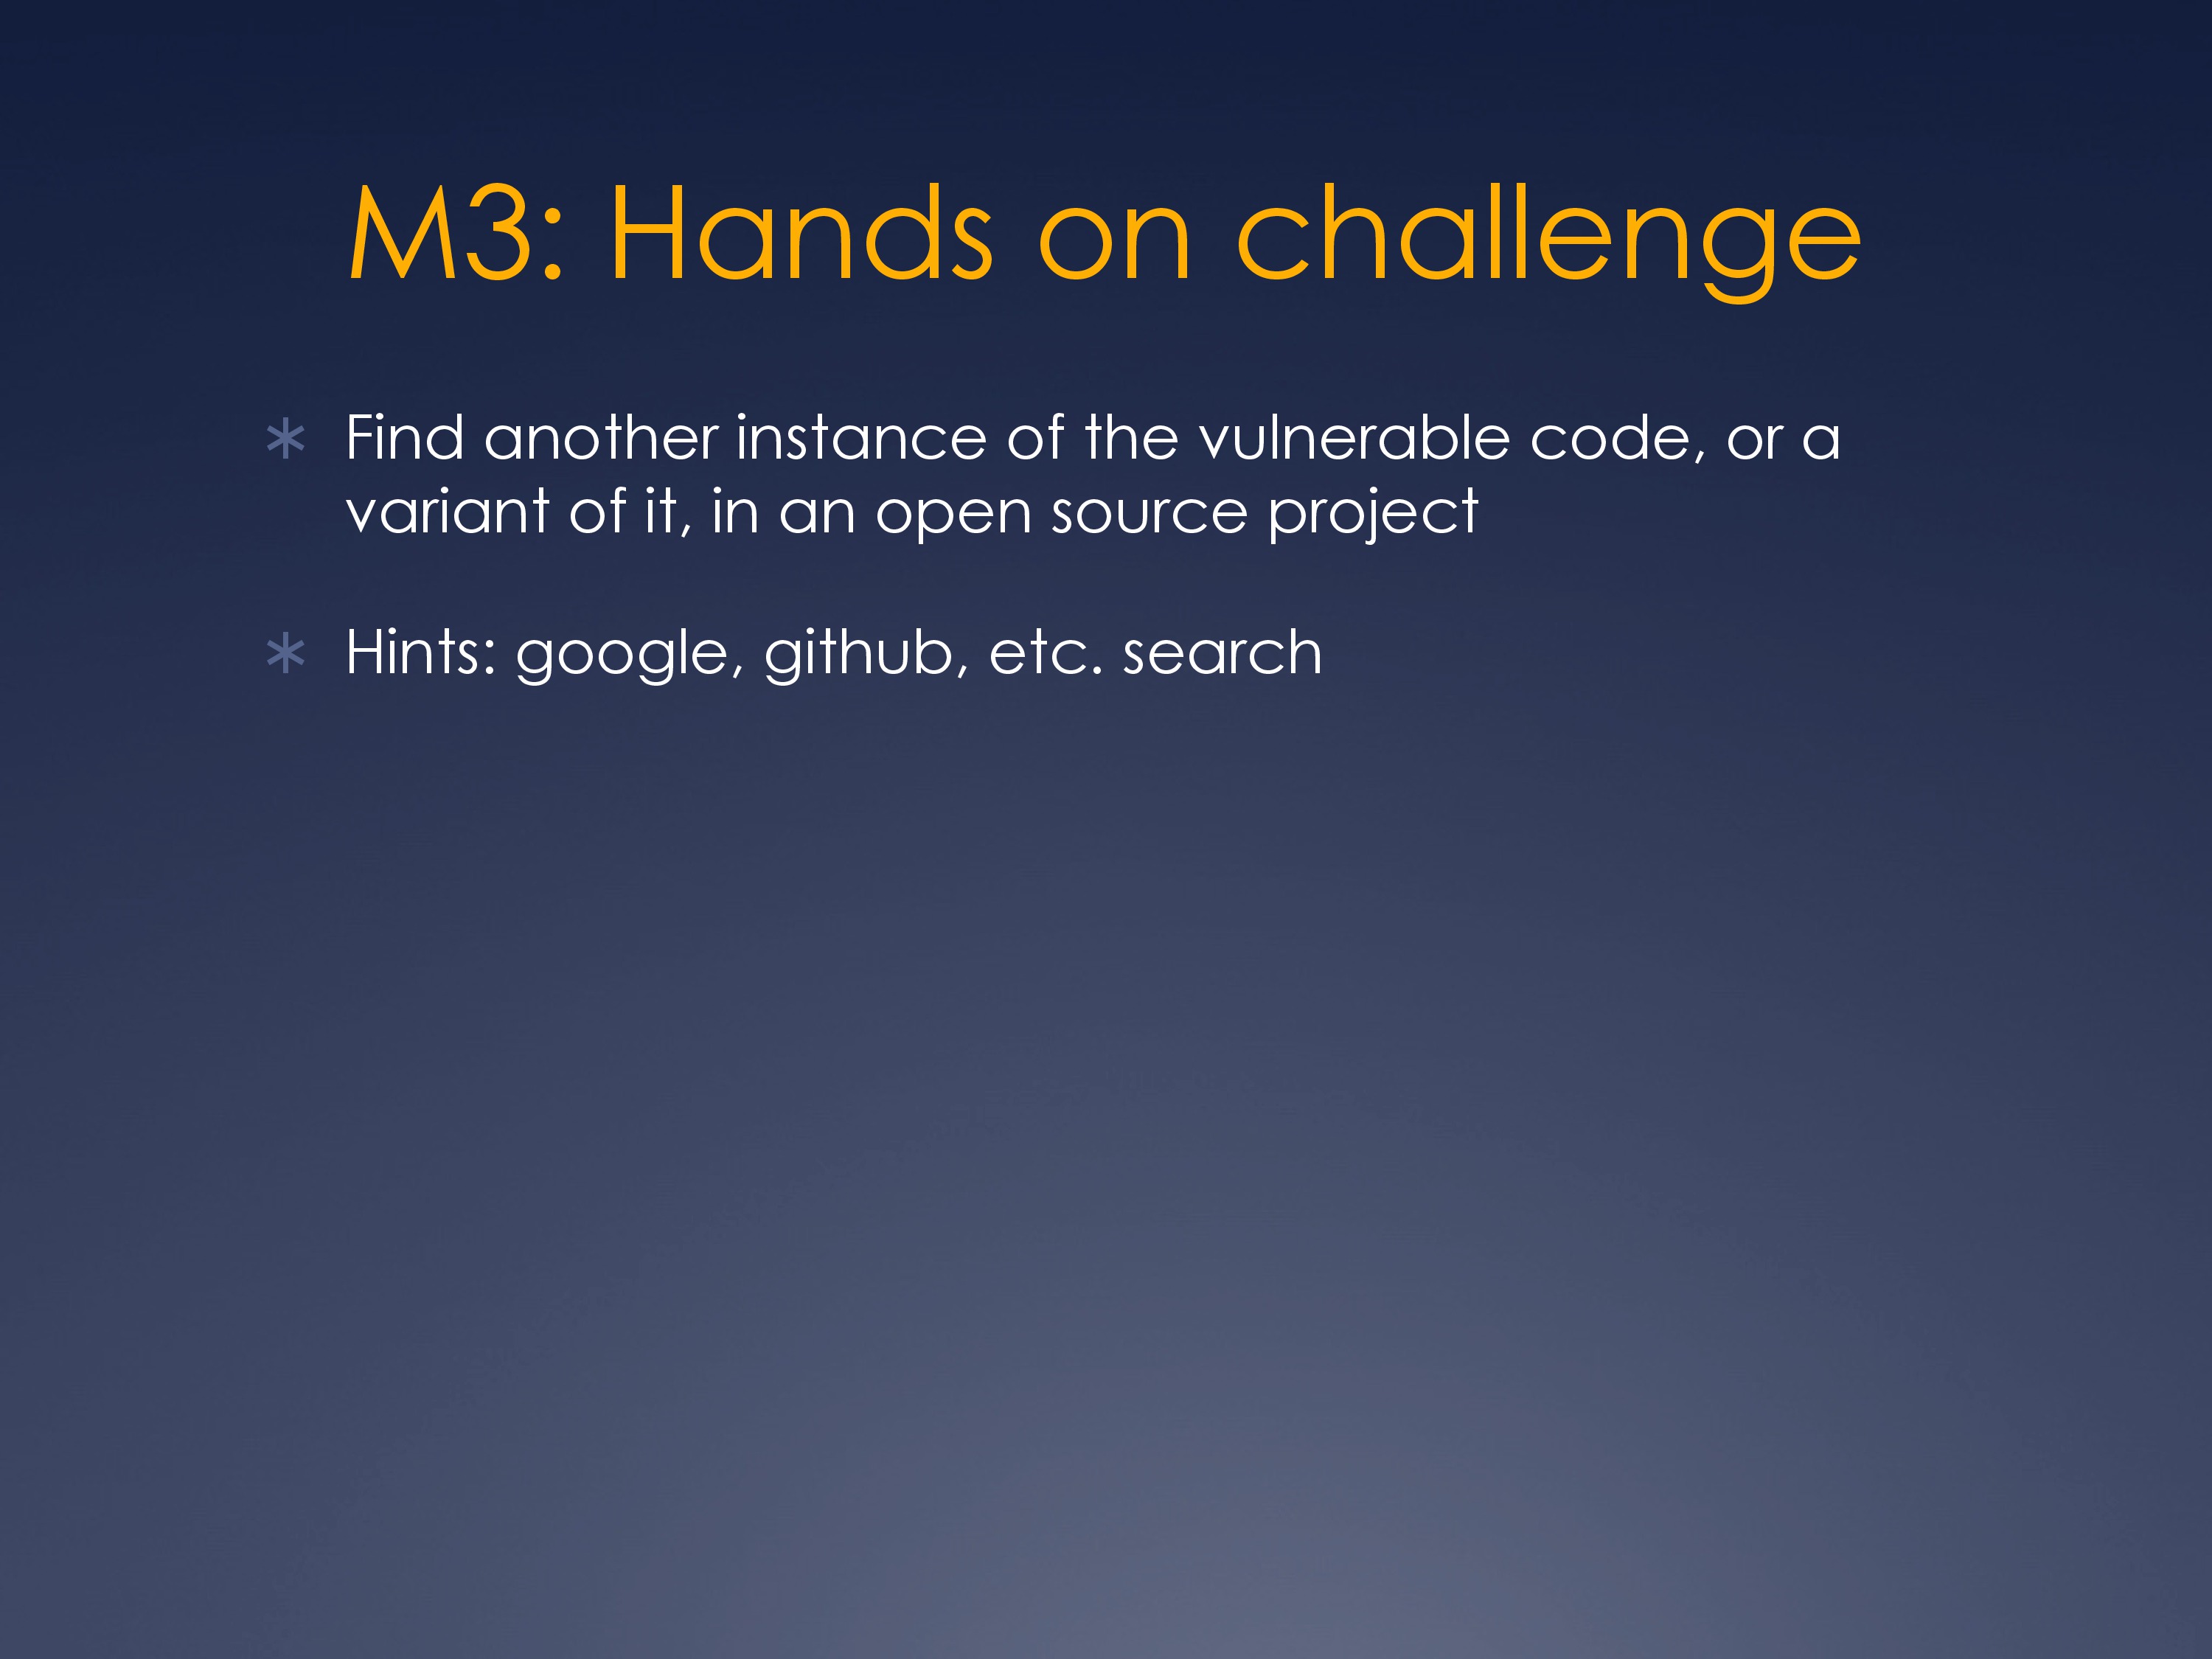 M3: Hands on challenge
* Find another instance of the vulnerable code, or a
variant of it, in an open source project
* Hints: google, github, etc. search